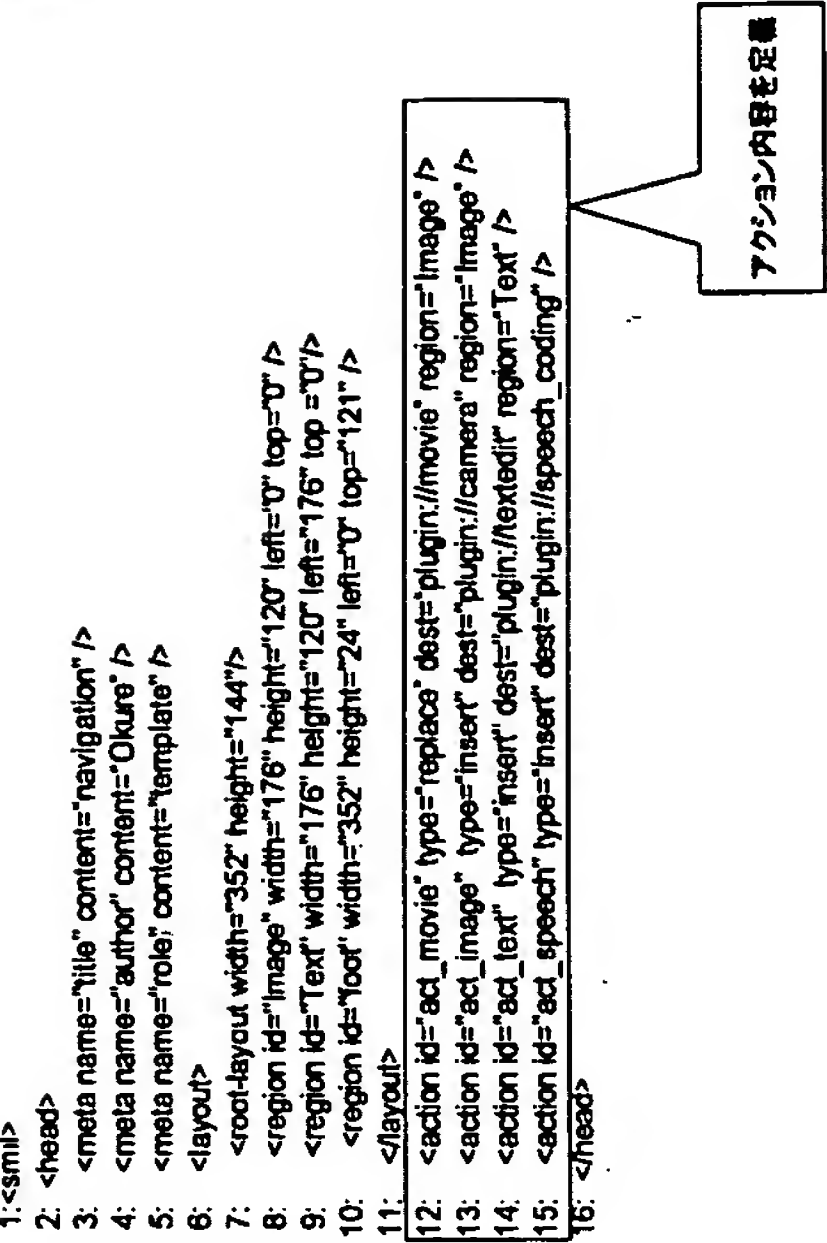 1:<smil>
2: <head>
3: <meta name="title" content="navigation" />
4: <meta name="author" content="Okure" />
5: <meta name="role" content="template" />
6: <layout>
7: <root-layout width="352" height="144"/>
8: <region id="Image" width="176" height="120" left="0" top="0" />
9: <region id="Text" width="176" height="120" left="176" top ="0"/>
10: <region id="foot" width="352" height="24" left="0" top="121" />
11: </layout>
12: <action id="act_movie" type="replace" dest="plugin://movie" region="Image" />
13: <action id="act_image" type="insert" dest="plugin://camera" region="Image" />
14: <action id="act_text" type="insert" dest="plugin://textedit" region="Text" />
15: <action id="act_speech" type="insert" dest="plugin://speech_coding" />
16: </head>
アクション内容を定義